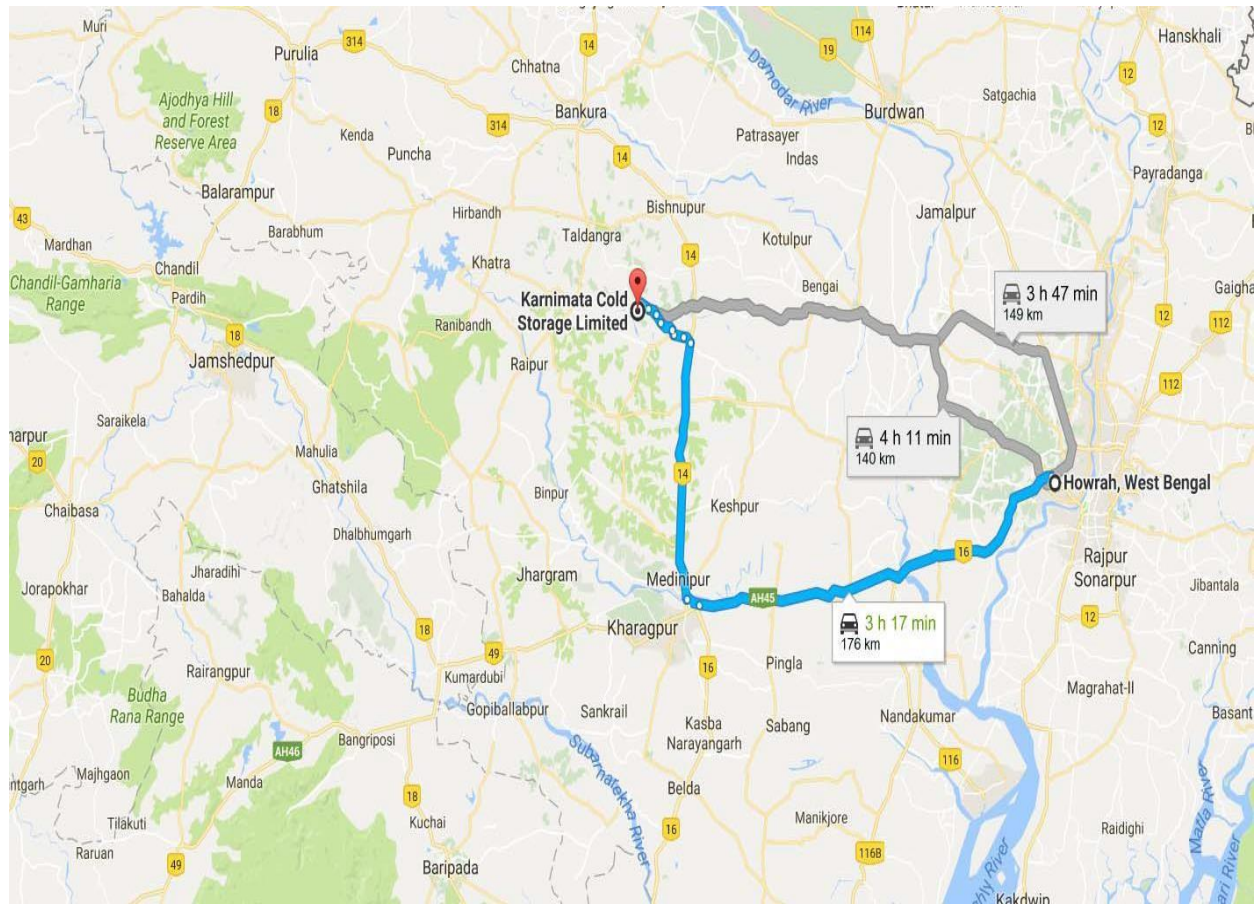 Muri
Purulia
314
14
Chhatna
Damodar River
19
114
Hanskhali
12
Ajodhya Hill
and Forest
Reserve Area
18
Kenda
Puncha
314
Bankura
14
Patrasayer
Indas
Burdwan
Satgachia
12
12
Payradanga
Balarampur
Barabhum
Hirbandh
Bishnupur
Jamalpur
43
Mardhan
Chandil
Taldangra
14
Kotulpur
Khatra
Chandil-Gamharia
Range
Pardih
18
Karnimata Cold
Storage Limited
Bengai
3 h 47 min
149 km
12
112
Ranibandh
Jamshedpur
Raipur
112
Saraikela
4 h 11 min
140 km
20
Mahulia
Ghatshila
14
Howrah, West Bengal
Chaibasa
Binpur
Keshpur
Dhalbhumgarh
16
Rajpur
Sonarpur
Jharadihi
Bahalda
Jhargram
Medinipur
AH45
Jorapokhar
Jibantala
Kharagpur
3 h 17 min
176 km
12
18
20
49
16
Pingla
Canning
Rairangpur
Kumardubi
Magrahat-II
Budha
Rana Range
Gopiballabpur
Sankrail
Kasba
Narayangarh
Sabang
Nandakumar
AH46
Bangriposi
Subarnarekha River
116
Majhgaon
Manda
Belda
18
Tilakuti
Kuchai
16
Manikjore
Raidighi
Matla River
Raruan
49
Baripada
116B
Kakdwip